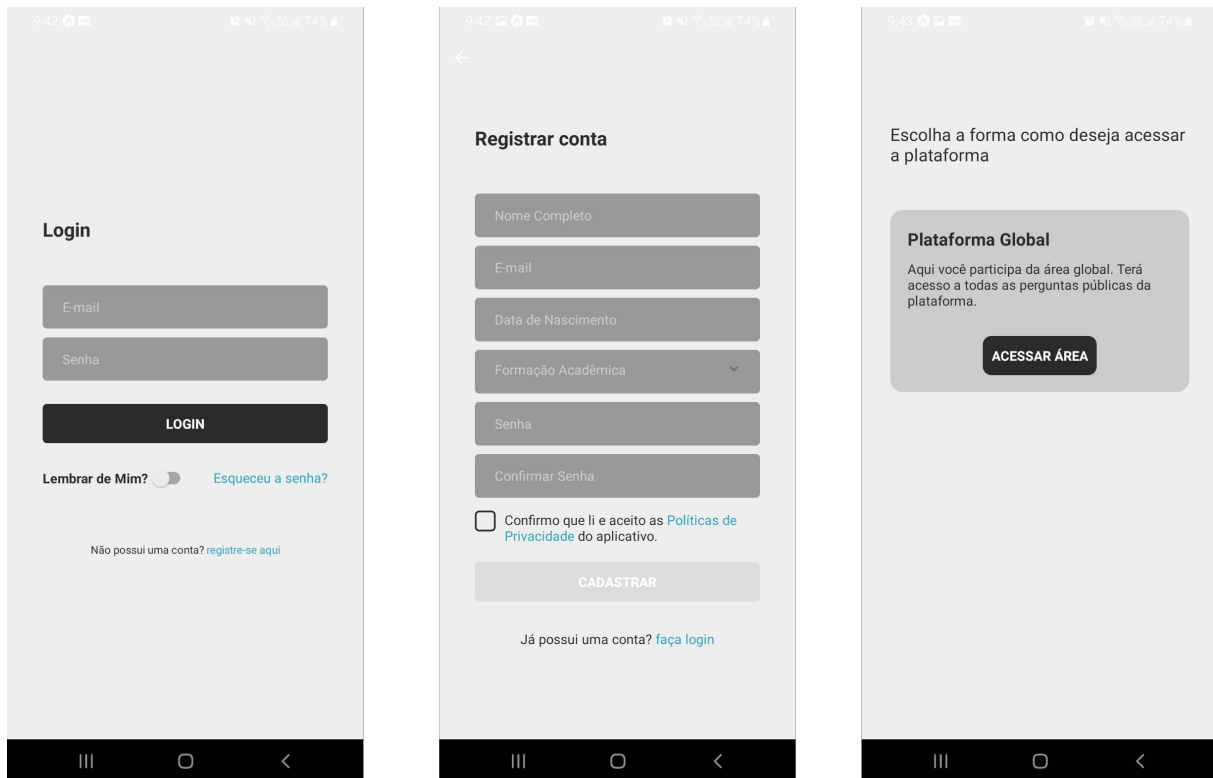 9:42
74%
Login
E-mail
Senha
LOGIN
Lembrar de Mim?
Esqueceu a senha?
Não possui uma conta? registre-se aqui
9:42
74%
Registrar conta
Nome Completo
E-mail
Data de Nascimento
Formação Acadêmica
Senha
Confirmar Senha
Confirmo que li e aceito as Políticas de
Privacidade do aplicativo.
CADASTRAR
Já possui uma conta? faça login
9:43
74%
Escolha a forma como deseja acessar
a plataforma
Plataforma Global
Aqui você participa da área global. Terá
acesso a todas as perguntas públicas da
plataforma.
ACESSAR ÁREA